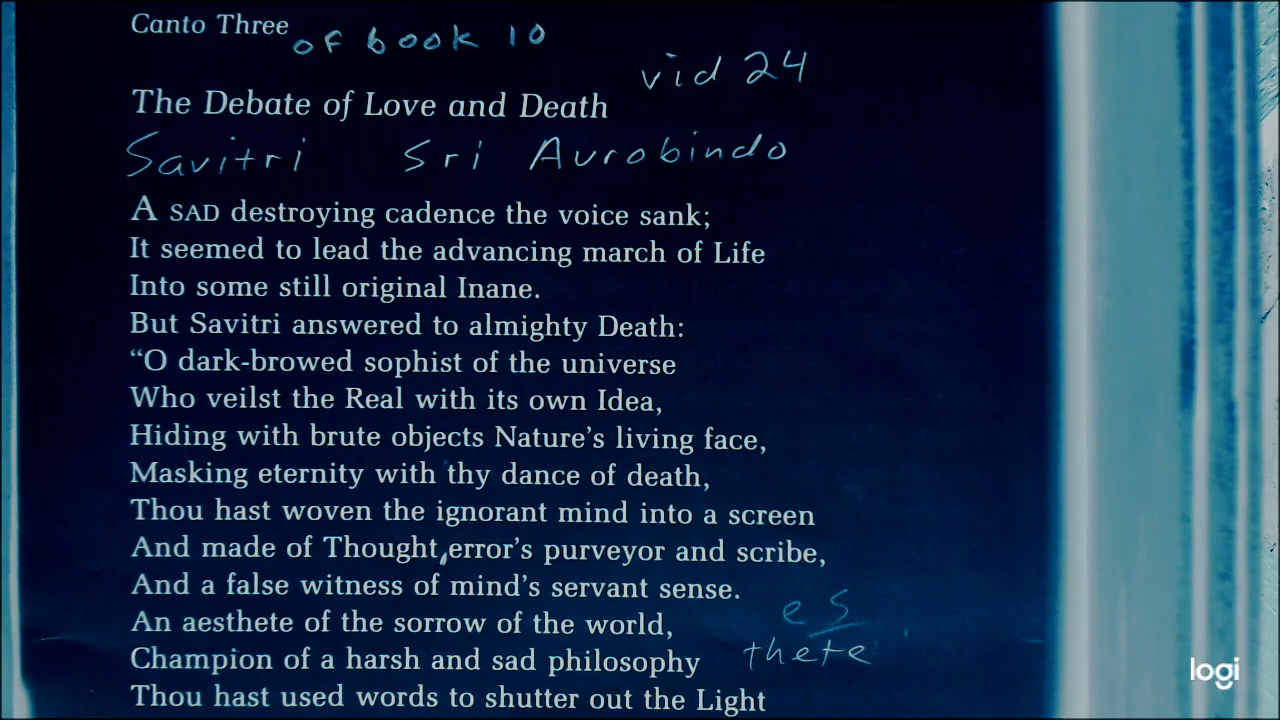 Canto Three of book 10
vid 24
The Debate of Love and Death
Savitri Sri Aurobindo
A SAD destroying cadence the voice sank;
It seemed to lead the advancing march of Life
Into some still original Inane.
But Savitri answered to almighty Death:
“O dark-browed sophist of the universe
Who veilst the Real with its own Idea,
Hiding with brute objects Nature’s living face,
Masking eternity with thy dance of death,
Thou hast woven the ignorant mind into a screen
And made of Thought, error’s purveyor and scribe,
And a false witness of mind’s servant sense.
An aesthete of the sorrow of the world,
es
thete
Champion of a harsh and sad philosophy
Thou hast used words to shutter out the Light
logi